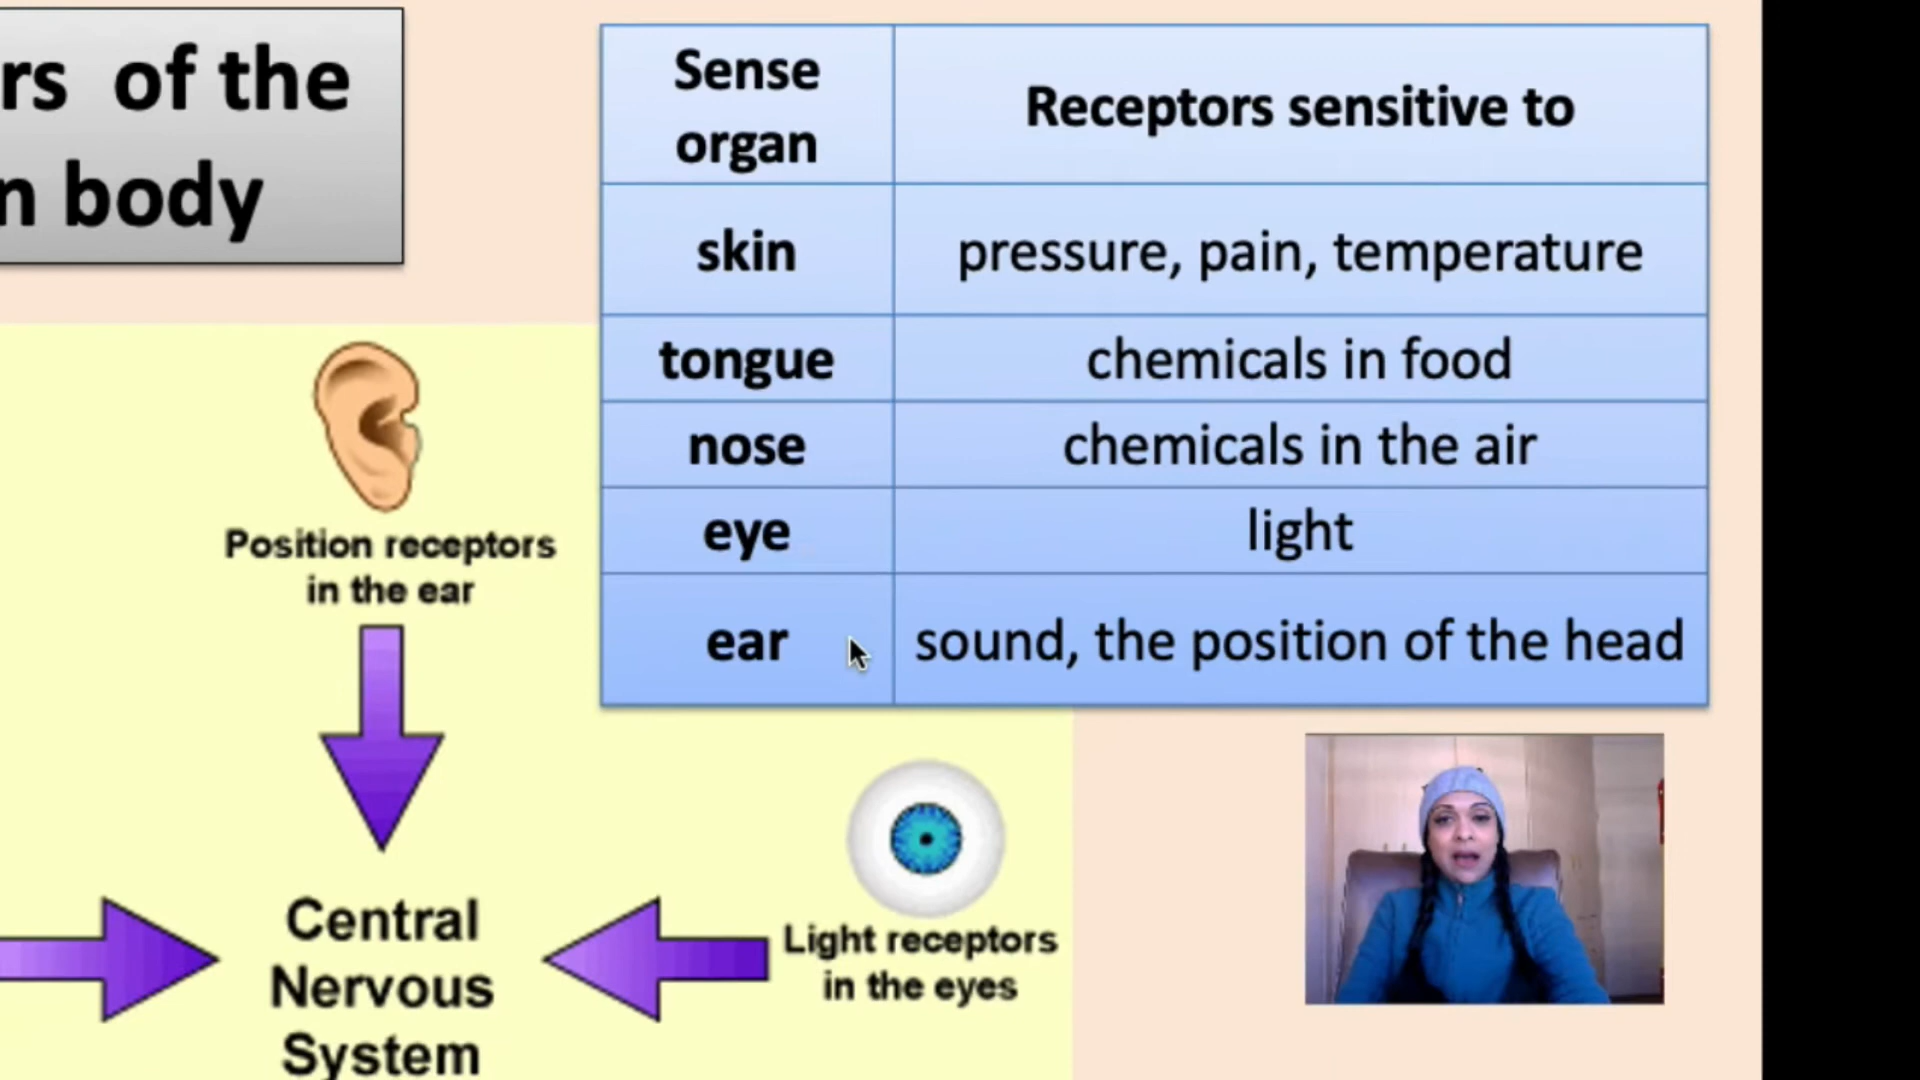 rs of the
n body
Sense organ Receptors sensitive to
skin pressure, pain, temperature
tongue chemicals in food
nose chemicals in the air
eye light
ear sound, the position of the head
Position receptors
in the ear
Light receptors
in the eyes
Central
Nervous
System